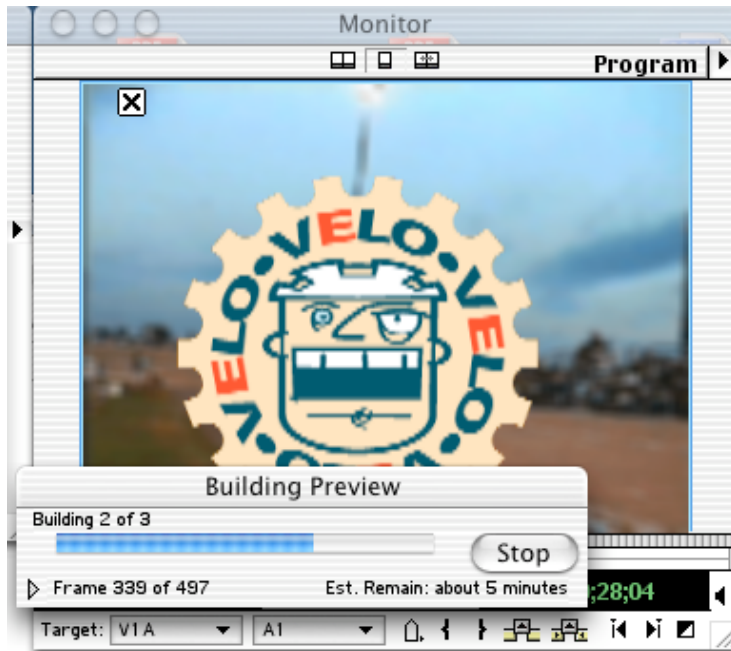 Monitor
Program
VELO•VELO•VELO
Building Preview
Building 2 of 3
Stop
Frame 339 of 497 Est. Remain: about 5 minutes
;28;04
Target: V1 A A1